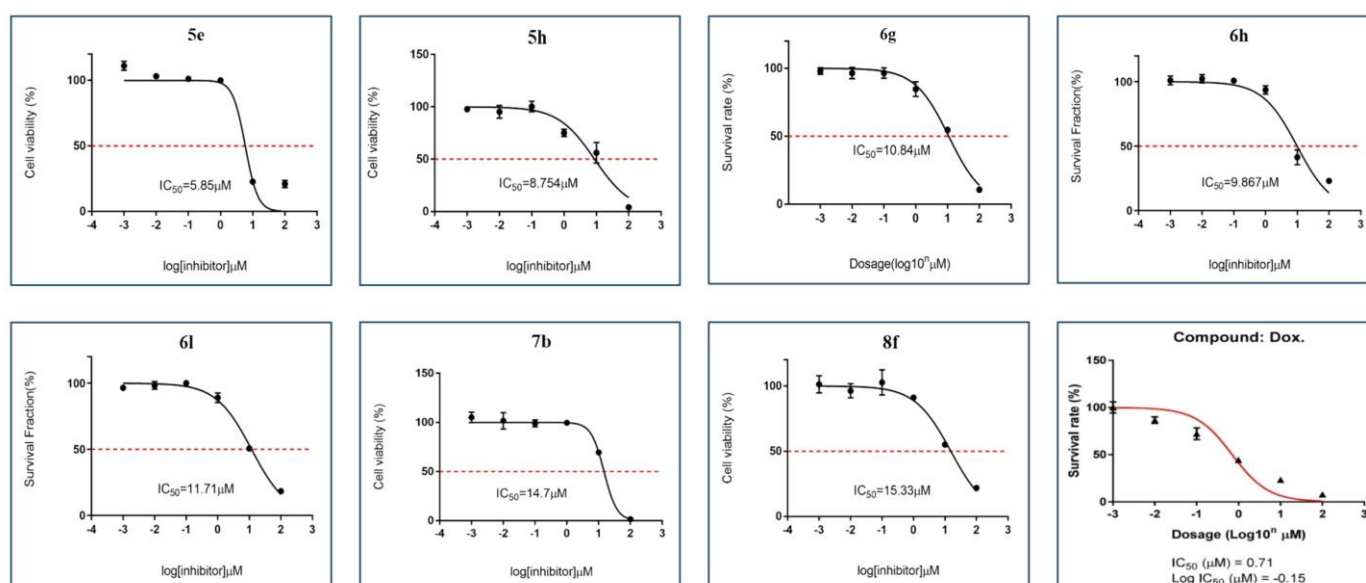 5e
100
50
0
Cell viability (%)
IC50=5.85µM
-4 -3 -2 -1 0 1 2 3
log[inhibitor]µM
5h
150
100
50
0
Cell viability (%)
IC50=8.754µM
-4 -3 -2 -1 0 1 2 3
log[inhibitor]µM
6g
100
50
0
Survival rate (%)
IC50=10.84µM
-4 -3 -2 -1 0 1 2 3
Dosage(log10ⁿµM)
6h
100
50
0
Survival Fraction(%)
IC50=9.867µM
-4 -3 -2 -1 0 1 2 3
log[inhibitor]µM
6l
100
50
0
Survival Fraction(%)
IC50=11.71µM
-4 -3 -2 -1 0 1 2 3
log[inhibitor]µM
7b
150
100
50
0
Cell viability (%)
IC50=14.7µM
-4 -3 -2 -1 0 1 2 3
log[inhibitor]µM
8f
100
50
0
Cell viability (%)
IC50=15.33µM
-4 -3 -2 -1 0 1 2 3
log[inhibitor]µM
Compound: Dox.
150
100
50
0
Survival rate (%)
-3 -2 -1 0 1 2 3
Dosage (Log10ⁿ µM)
IC50 (µM) = 0.71
Log IC50 (µM) = -0.15